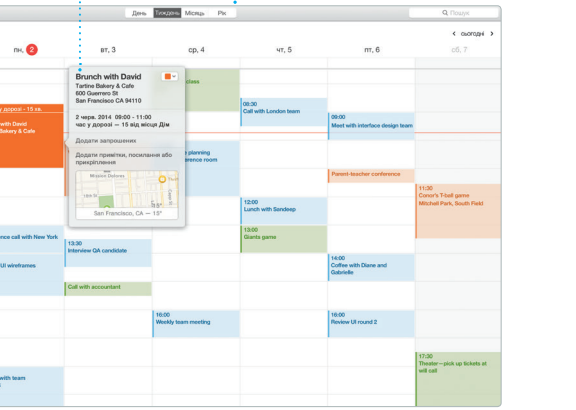 День Тиждень Місяць Рік
Пошук
сьогодні
пн, 2
вт, 3
ср, 4
чт, 5
пт, 6
сб, 7
у дорозі - 15 хв.
with David
Bakery & Cafe
nce call with New York
UI wireframes
with team
Brunch with David
Tartine Bakery & Cafe
600 Guerrero St
San Francisco CA 94110
2 черв. 2014 09:00 - 11:00
час у дорозі — 15 від місця Дім
Додати запрошених
Додати примітки, посилання або
прикріплення
Mission Dolores
San Francisco, CA — 15°
13:30
Interview QA candidate
Call with accountant
class
planning
erence room
16:00
Weekly team meeting
08:30
Call with London team
12:00
Lunch with Sandeep
13:00
Giants game
09:00
Meet with interface design team
Parent-teacher conference
14:00
Coffee with Diane and
Gabrielle
16:00
Review UI round 2
11:30
Conor's T-ball game
Mitchell Park, South Field
17:30
Theater—pick up tickets at
will call